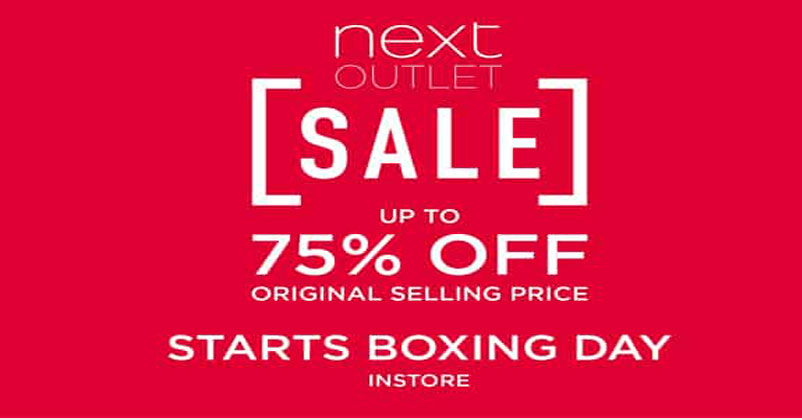 next
OUTLET
[SALE]
UP TO
75% OFF
ORIGINAL SELLING PRICE
STARTS BOXING DAY
INSTORE